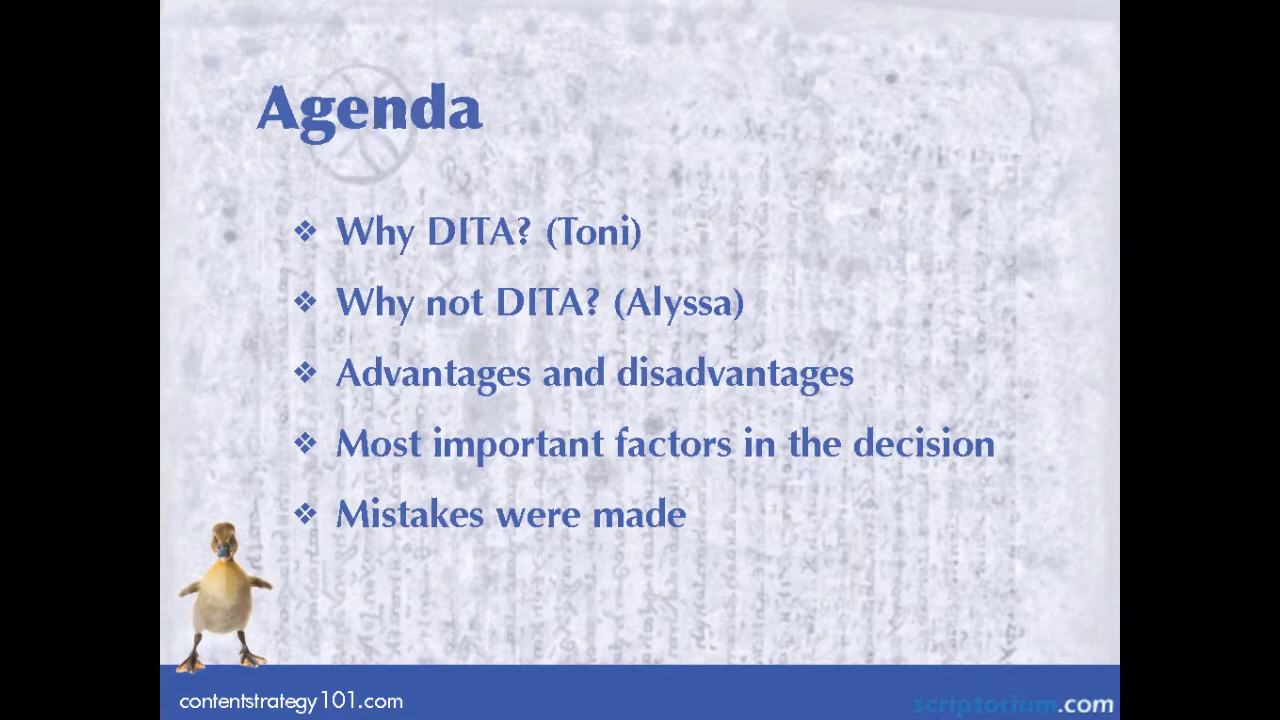 Agenda
❖ Why DITA? (Toni)
❖ Why not DITA? (Alyssa)
❖ Advantages and disadvantages
❖ Most important factors in the decision
❖ Mistakes were made
contentstrategy101.com
scriptorium.com